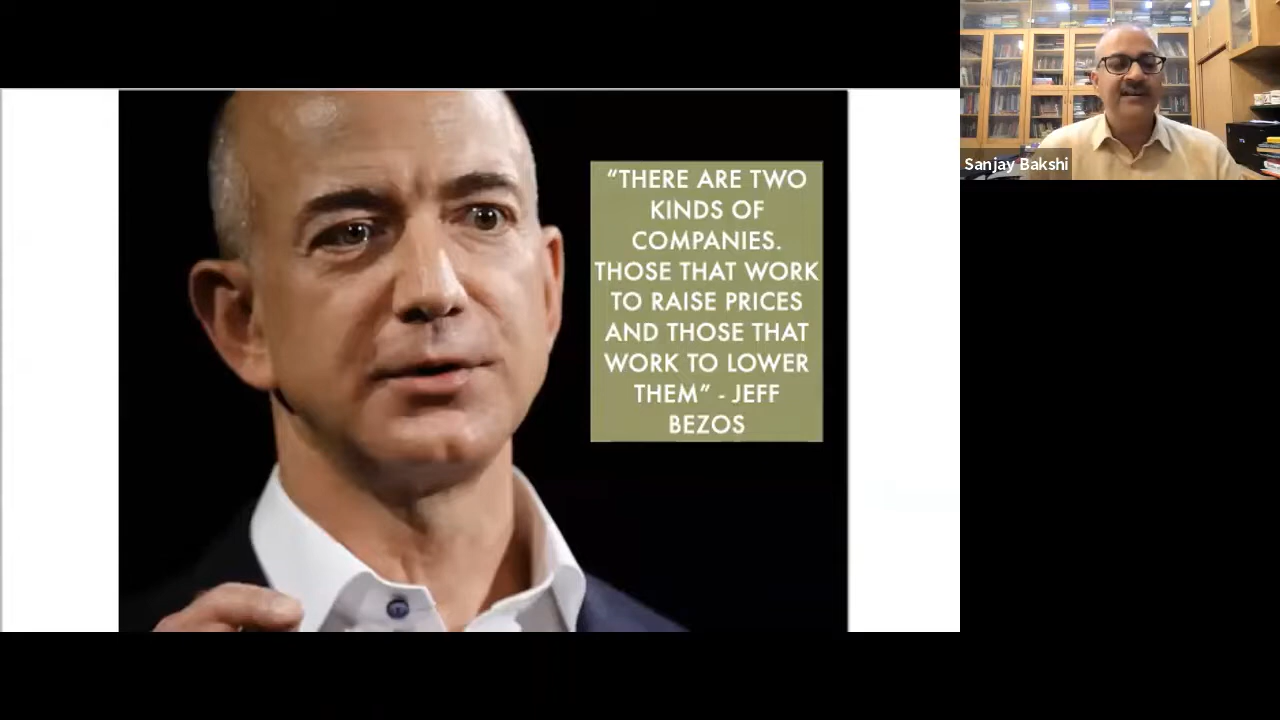 “THERE ARE TWO
KINDS OF
COMPANIES.
THOSE THAT WORK
TO RAISE PRICES
AND THOSE THAT
WORK TO LOWER
THEM” - JEFF
BEZOS
Sanjay Bakshi